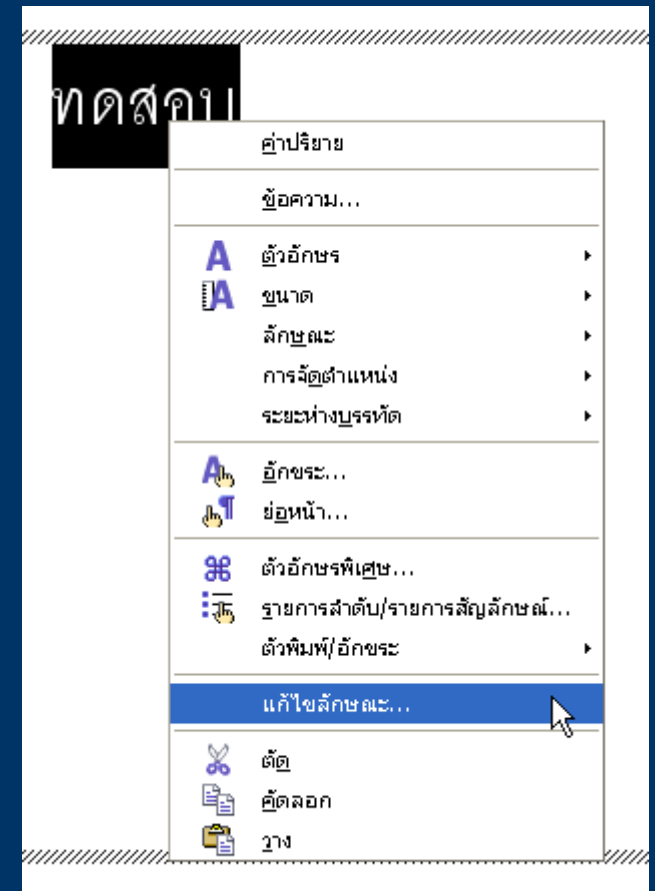 ทดสอบ
ค่าปริยาย
ข้อความ...
ตัวอักษร
ขนาด
ลักษณะ
การจัดตำแหน่ง
ระยะห่างบรรทัด
อักขระ...
ย่อหน้า...
ตัวอักษรพิเศษ...
รายการลำดับ/รายการสัญลักษณ์...
ตัวพิมพ์/อักขระ
แก้ไขลักษณะ...
ตัด
คัดลอก
วาง